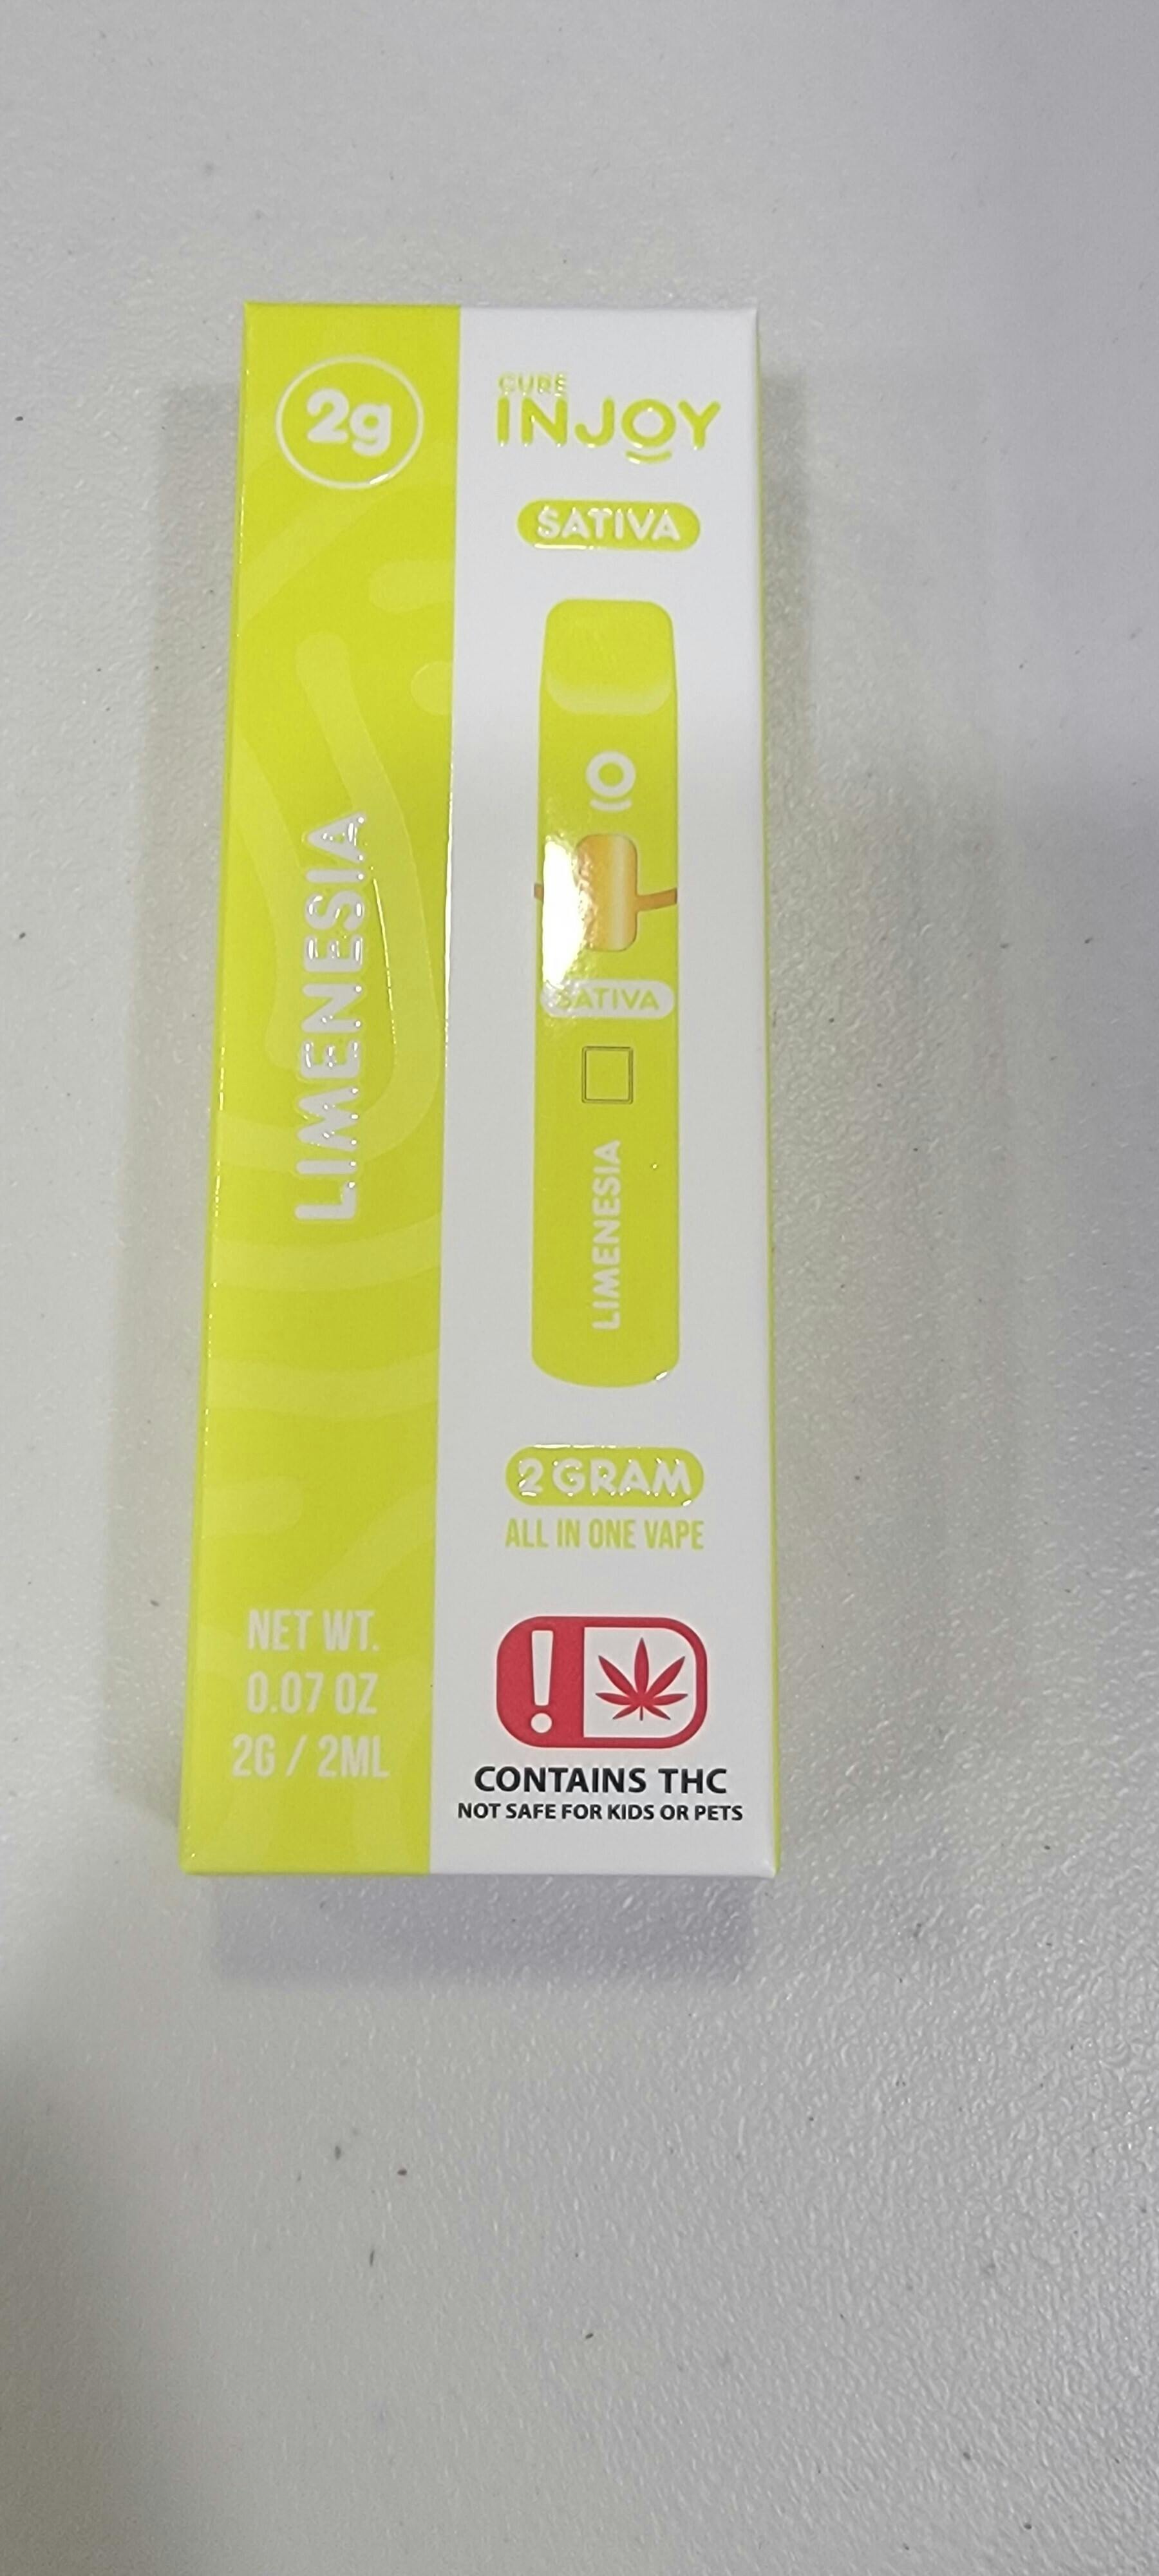 2g
LIMENESIA
NET WT.
0.07 OZ
2G / 2ML
CUBE
INJOY
SATIVA
SATIVA
LIMENESIA
2 GRAM
ALL IN ONE VAPE
!
CONTAINS THC
NOT SAFE FOR KIDS OR PETS